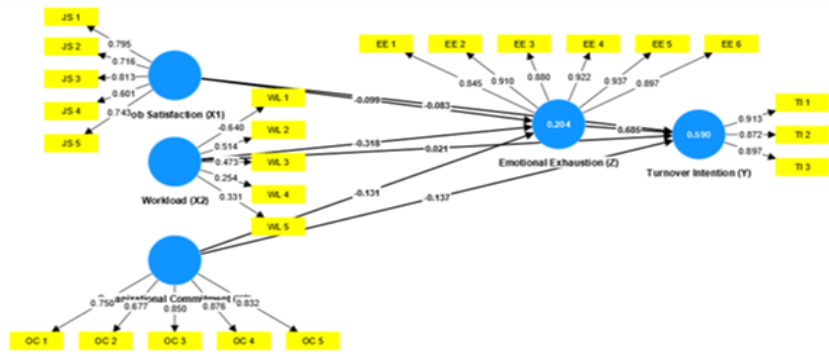 JS 1
JS 2
JS 3
JS 4
JS 5
0.795
0.716
0.813
0.601
0.743
ob Satisfaction (X1)
WL 1
WL 2
WL 3
WL 4
WL 5
-0.640
0.514
0.473
0.254
0.331
Workload (X2)
OC 1
OC 2
OC 3
OC 4
OC 5
0.750
0.677
0.850
0.876
0.832
Commitment
EE 1
EE 2
EE 3
EE 4
EE 5
EE 6
0.845
0.910
0.880
0.922
0.937
0.897
0.204
Emotional Exhaustion (Z)
-0.099
-0.083
-0.318
0.021
-0.131
-0.137
0.685
0.590
Turnover Intention (Y)
0.913
0.872
0.897
TI 1
TI 2
TI 3